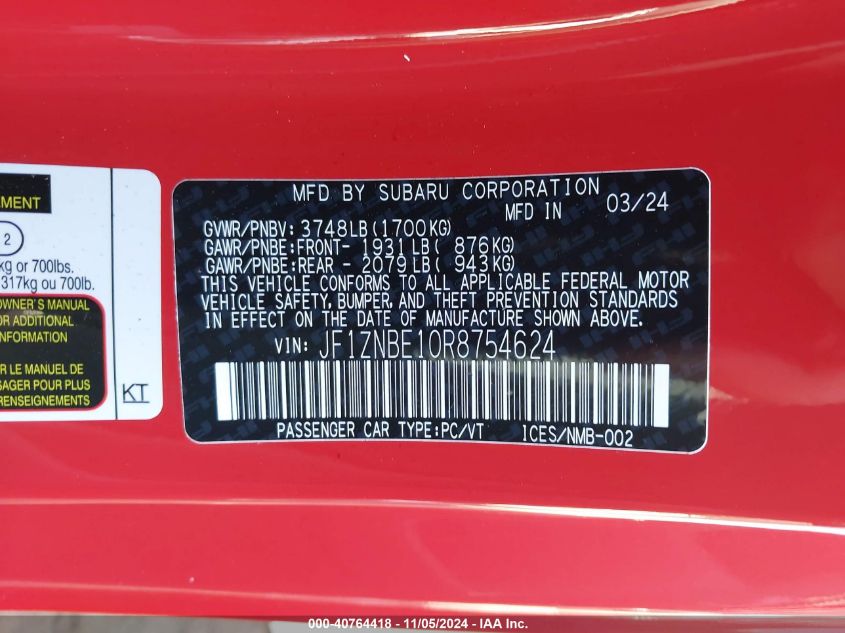 EMENT
2
kg or 700lbs.
317kg ou 700lb.
OWNER'S MANUAL
OR ADDITIONAL
INFORMATION
ER LE MANUEL DE
SAGER POUR PLUS
RENSEIGNEMENTS
KT
MFD BY SUBARU CORPORATION
MFD IN 03/24
GVWR/PNBV: 3748LB(1700KG)
GAWR/PNBE:FRONT- 1931LB( 876KG)
GAWR/PNBE:REAR - 2079LB( 943KG)
THIS VEHICLE CONFORMS TO ALL APPLICABLE FEDERAL MOTOR
VEHICLE SAFETY, BUMPER, AND THEFT PREVENTION STANDARDS
IN EFFECT ON THE DATE OF MANUFACTURE SHOWN ABOVE.
VIN: JF1ZNBE10R8754624
PASSENGER CAR TYPE:PC/VT ICES/NMB-002
000-40764418 - 11/05/2024 - IAA Inc.